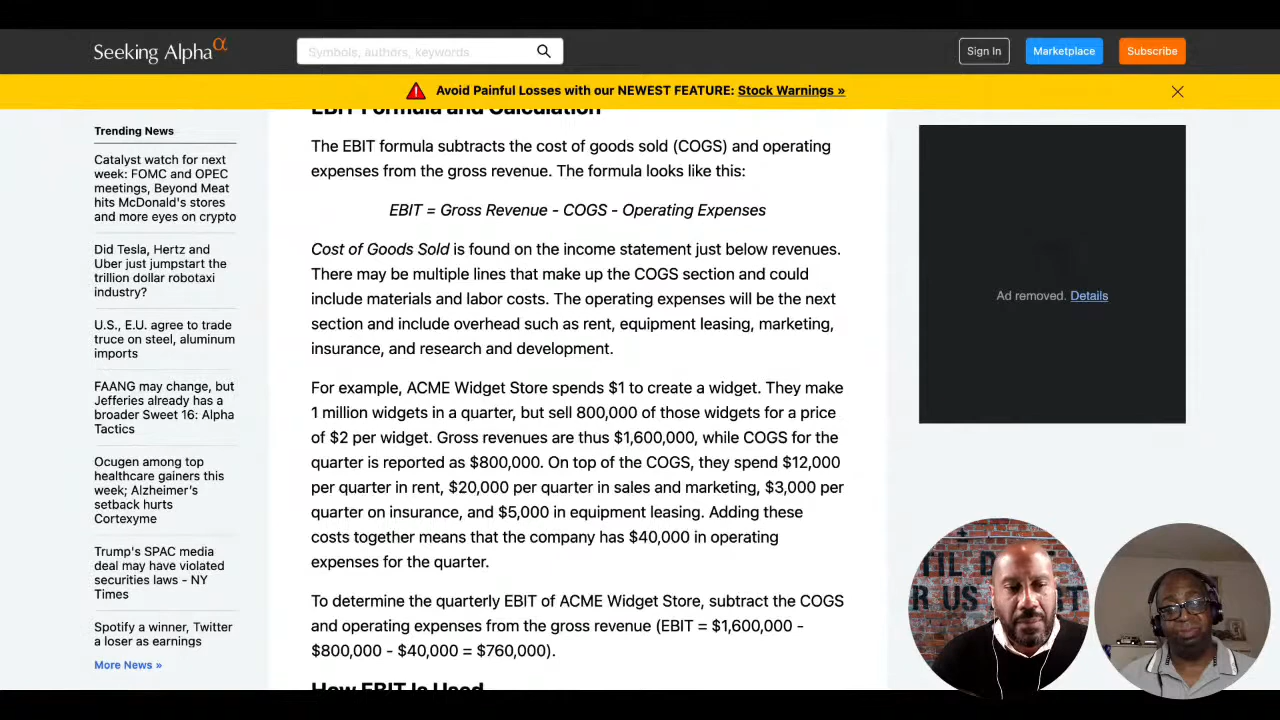 Seeking Alpha α
Symbols, authors, keywords
Sign In
Marketplace
Subscribe
Avoid Painful Losses with our NEWEST FEATURE: Stock Warnings »
Trending News
Catalyst watch for next
week: FOMC and OPEC
meetings, Beyond Meat
hits McDonald's stores
and more eyes on crypto
Did Tesla, Hertz and
Uber just jumpstart the
trillion dollar robotaxi
industry?
U.S., E.U. agree to trade
truce on steel, aluminum
imports
FAANG may change, but
Jefferies already has a
broader Sweet 16: Alpha
Tactics
Ocugen among top
healthcare gainers this
week; Alzheimer's
setback hurts
Cortexyme
Trump's SPAC media
deal may have violated
securities laws - NY
Times
Spotify a winner, Twitter
a loser as earnings
More News »
EBIT Formula and Calculation
The EBIT formula subtracts the cost of goods sold (COGS) and operating
expenses from the gross revenue. The formula looks like this:
EBIT = Gross Revenue - COGS - Operating Expenses
Cost of Goods Sold is found on the income statement just below revenues.
There may be multiple lines that make up the COGS section and could
include materials and labor costs. The operating expenses will be the next
section and include overhead such as rent, equipment leasing, marketing,
insurance, and research and development.
For example, ACME Widget Store spends $1 to create a widget. They make
1 million widgets in a quarter, but sell 800,000 of those widgets for a price
of $2 per widget. Gross revenues are thus $1,600,000, while COGS for the
quarter is reported as $800,000. On top of the COGS, they spend $12,000
per quarter in rent, $20,000 per quarter in sales and marketing, $3,000 per
quarter on insurance, and $5,000 in equipment leasing. Adding these
costs together means that the company has $40,000 in operating
expenses for the quarter.
To determine the quarterly EBIT of ACME Widget Store, subtract the COGS
and operating expenses from the gross revenue (EBIT = $1,600,000 -
$800,000 - $40,000 = $760,000).
How EBIT Is Used
Ad removed. Details